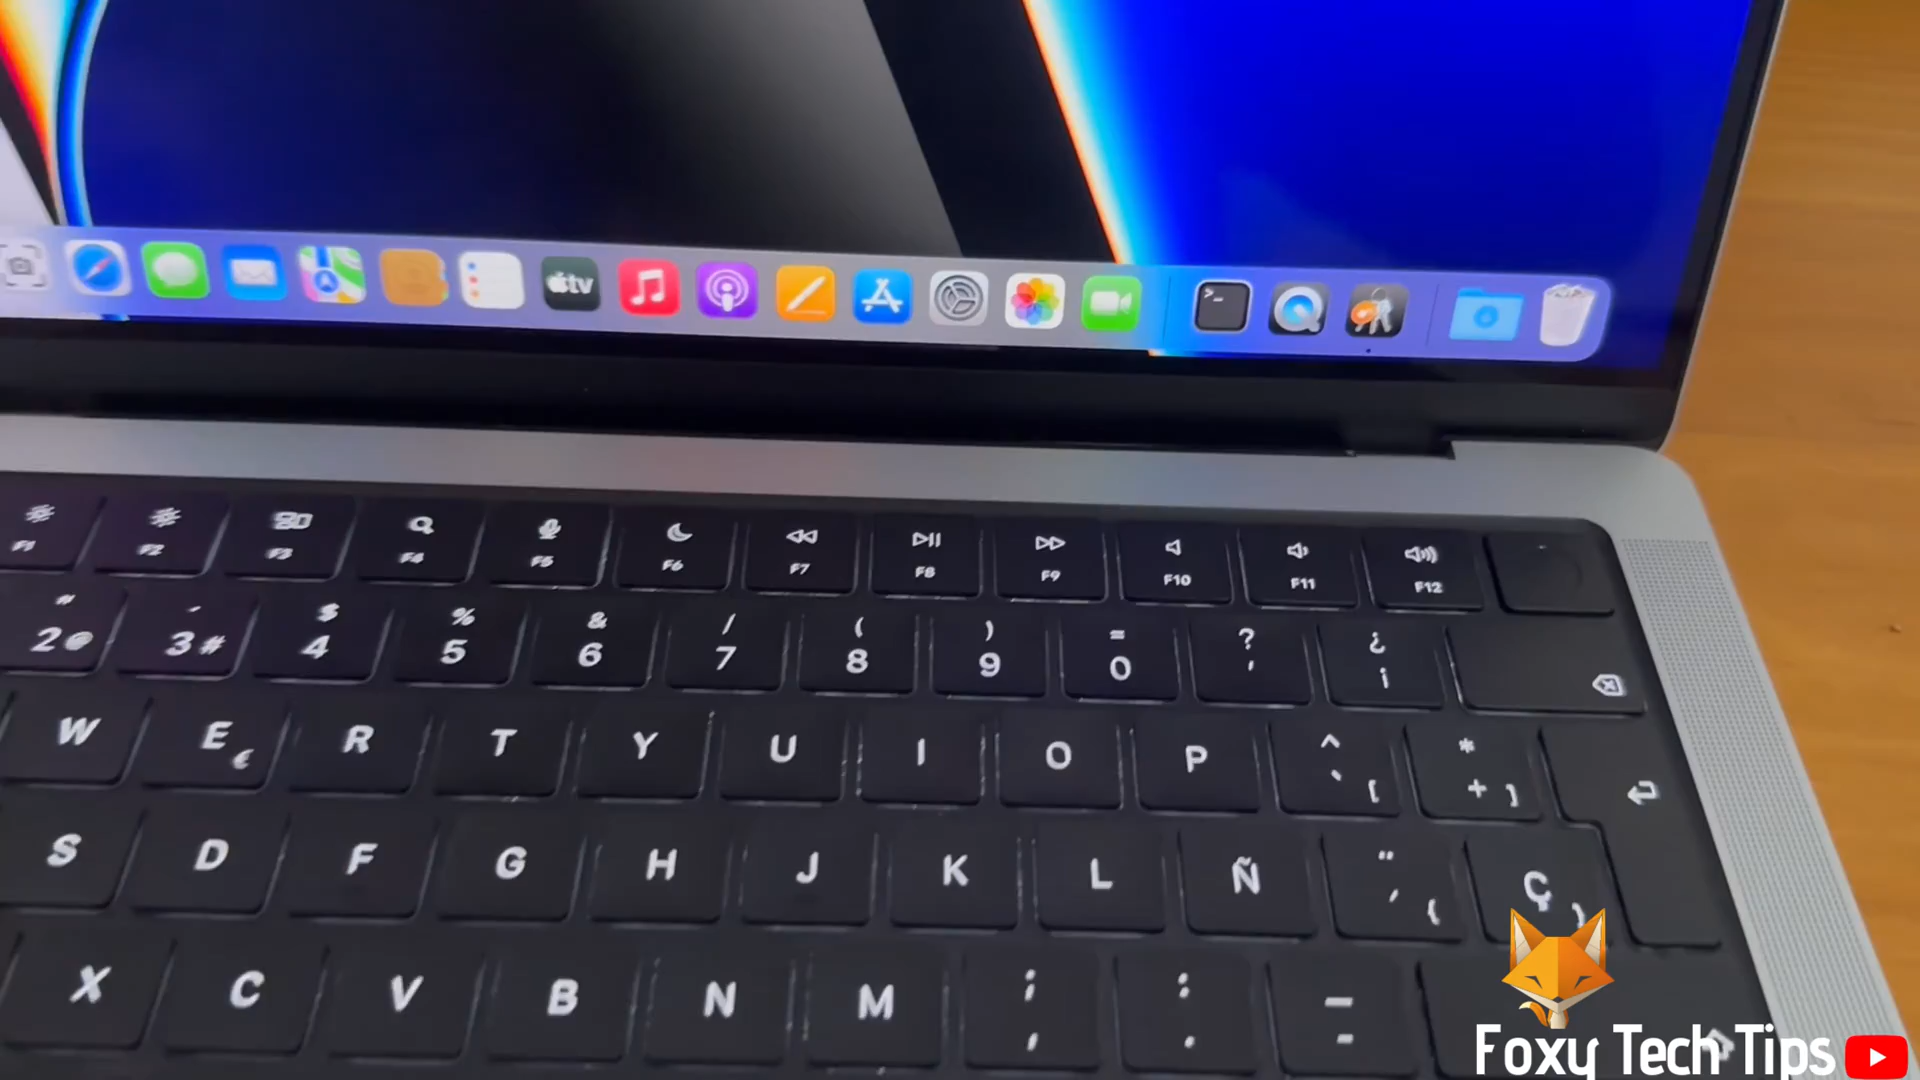 tv
>_
F1 F2 F3 F4 F5 F6 F7 F8 F9 F10 F11 F12
" · $ % & / ( ) = ? ¿
2@ 3# 4 5 6 7 8 9 0 ' ¡
W E € R T Y U I O P ^ ` [ * + ]
S D F G H J K L Ñ ¨ ´ { Ç }
X C V B N M ; , : . _ -
Foxy Tech Tips